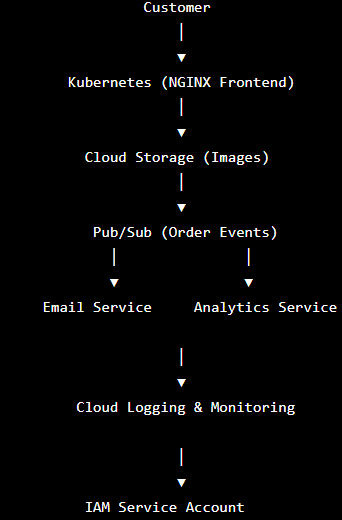 Customer
Kubernetes (NGINX Frontend)
Cloud Storage (Images)
Pub/Sub (Order Events)
Email Service Analytics Service
Cloud Logging & Monitoring
IAM Service Account